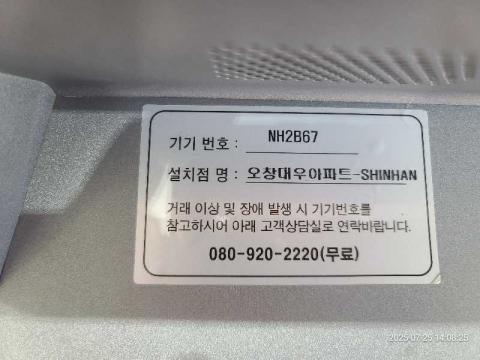 기기 번호 : NH2B67
설치점 명 : 오창대우아파트-SHINHAN
거래 이상 및 장애 발생 시 기기번호를
참고하시어 아래 고객상담실로 연락바랍니다.
080-920-2220(무료)
2025-07-25 14:08:25